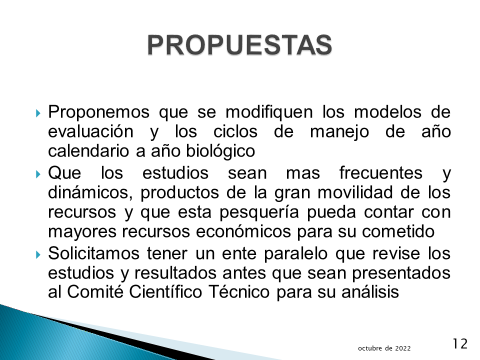 PROPUESTAS
Proponemos que se modifiquen los modelos de
evaluación y los ciclos de manejo de año
calendario a año biológico
Que los estudios sean mas frecuentes y
dinámicos, productos de la gran movilidad de los
recursos y que esta pesquería pueda contar con
mayores recursos económicos para su cometido
Solicitamos tener un ente paralelo que revise los
estudios y resultados antes que sean presentados
al Comité Científico Técnico para su análisis
octubre de 2022
12